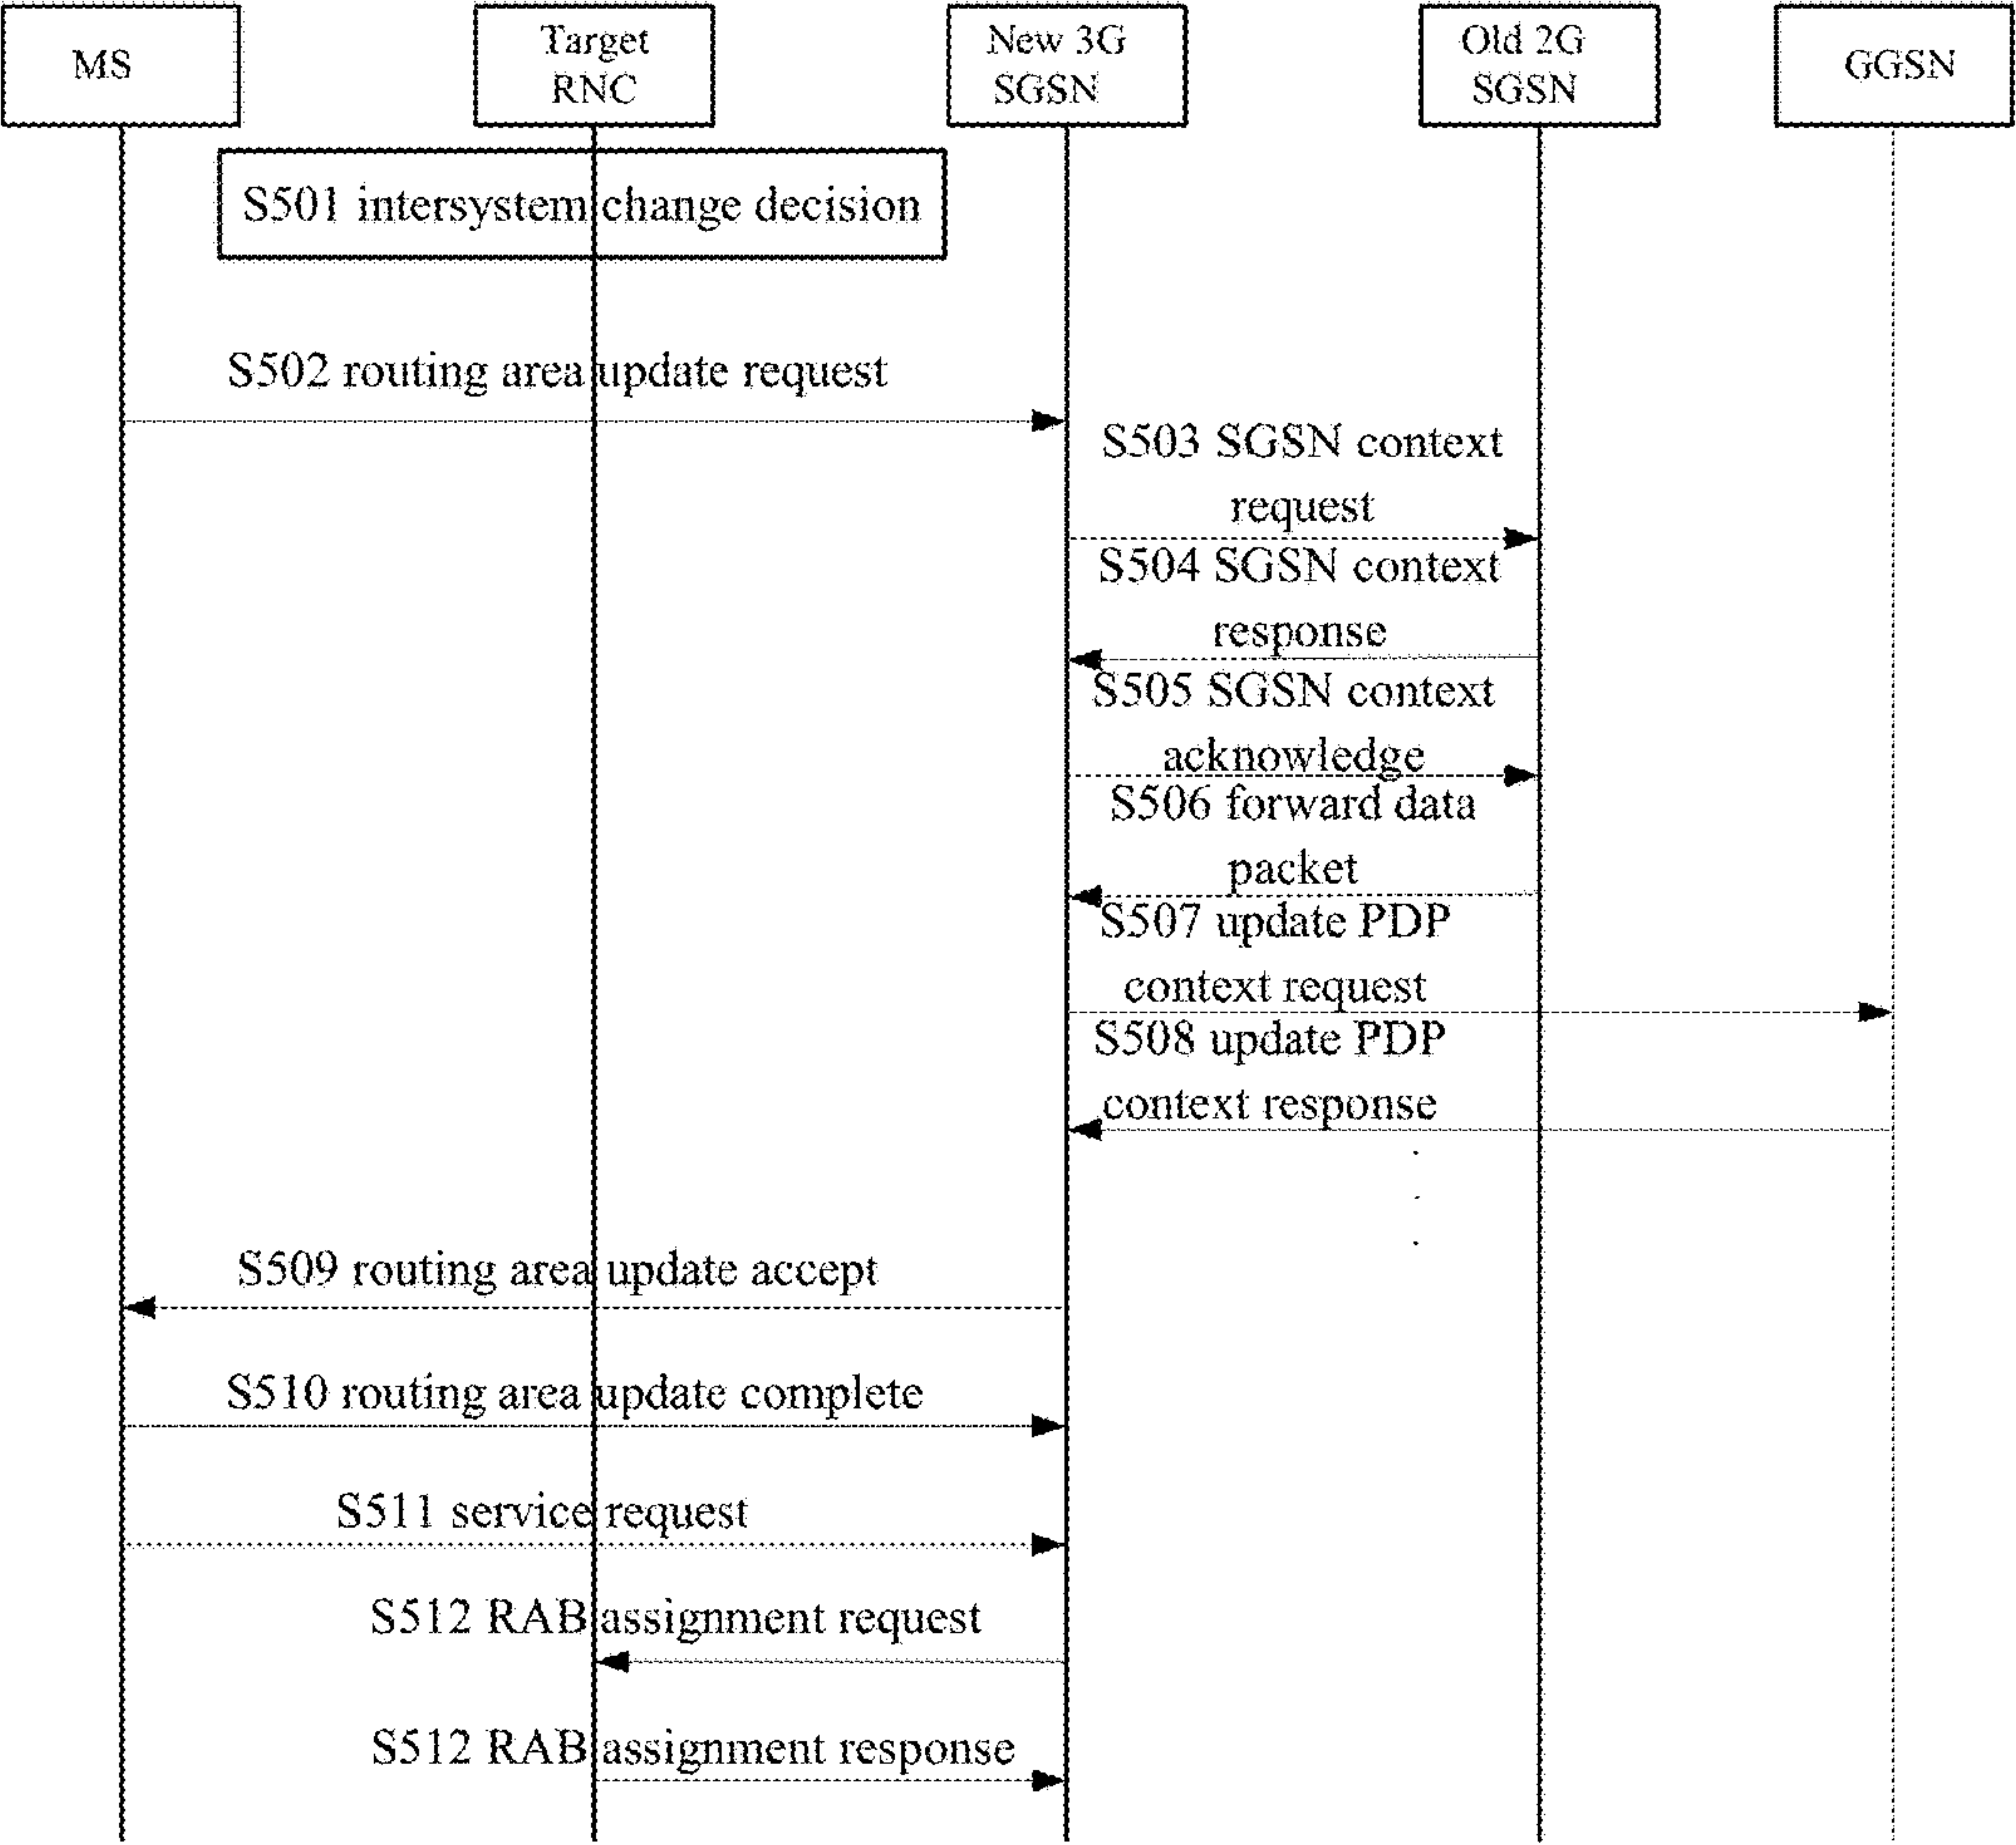 MS
Target
RNC
New 3G
SGSN
Old 2G
SGSN
GGSN
S501 intersystem change decision
S502 routing area update request
S503 SGSN context
request
S504 SGSN context
response
S505 SGSN context
acknowledge
S506 forward data
packet
S507 update PDP
context request
S508 update PDP
context response
S509 routing area update accept
S510 routing area update complete
S511 service request
S512 RAB assignment request
S512 RAB assignment response